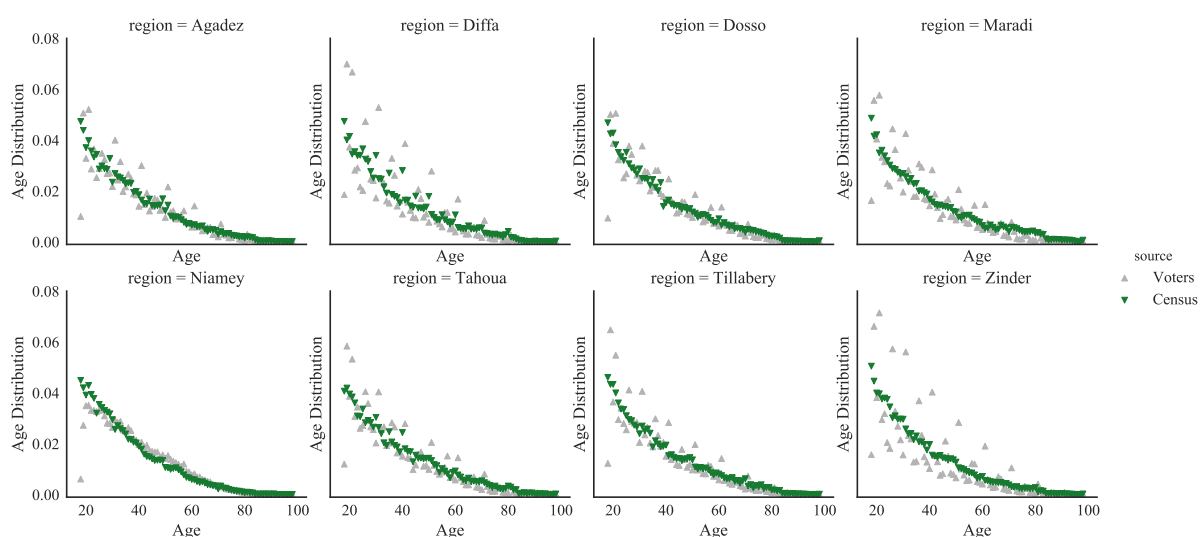 region = Agadez
region = Diffa
region = Dosso
region = Maradi
0.08
0.06
0.04
0.02
0.00
Age Distribution
Age Distribution
Age Distribution
Age Distribution
Age
Age
Age
Age
source
Voters
Census
region = Niamey
region = Tahoua
region = Tillabery
region = Zinder
0.08
0.06
0.04
0.02
0.00
Age Distribution
Age Distribution
Age Distribution
Age Distribution
20 40 60 80 100
20 40 60 80 100
20 40 60 80 100
20 40 60 80 100
Age
Age
Age
Age